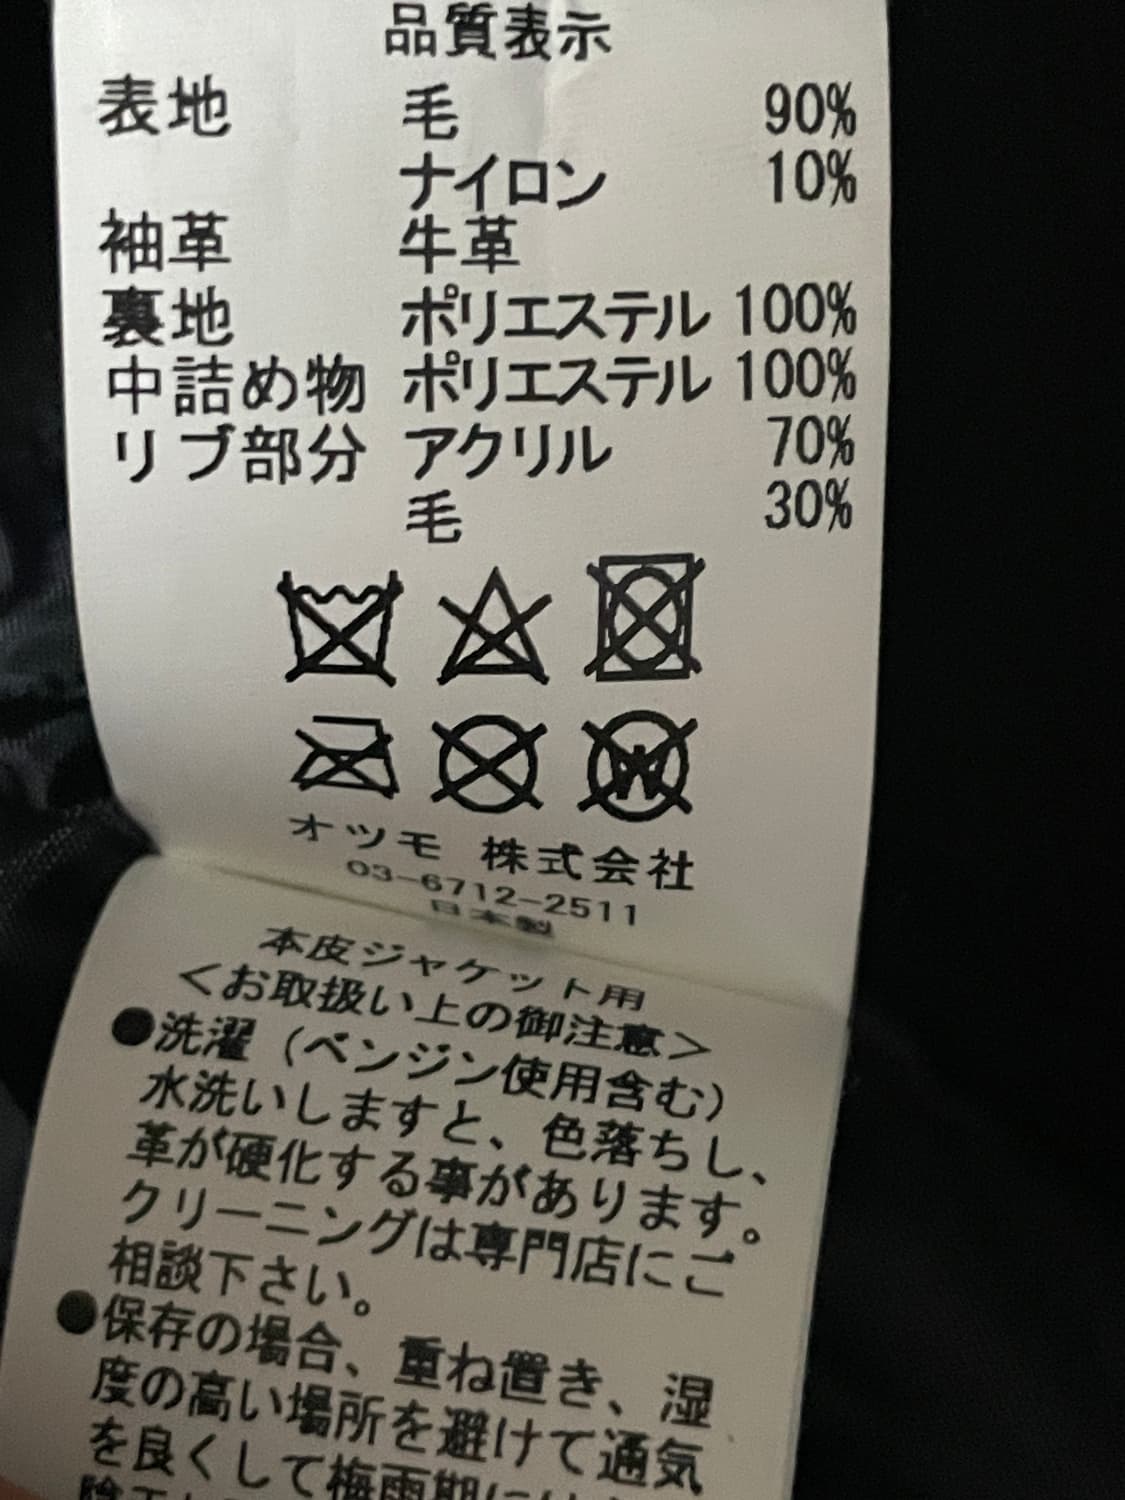 品質表示
表地 毛 90%
ナイロン 10%
袖革 牛革
裏地 ポリエステル 100%
中詰め物 ポリエステル 100%
リブ部分 アクリル 70%
毛 30%
W
オツモ 株式会社
03-6712-2511
日本製
本皮ジャケット用
<お取扱い上の御注意>
●洗濯(ベンジン使用含む)
水洗いしますと、色落ちし、
革が硬化する事があります。
クリーニングは専門店にご
相談下さい。
●保存の場合、重ね置き、湿
度の高い場所を避けて通気
を良くして梅雨期には
陰干し